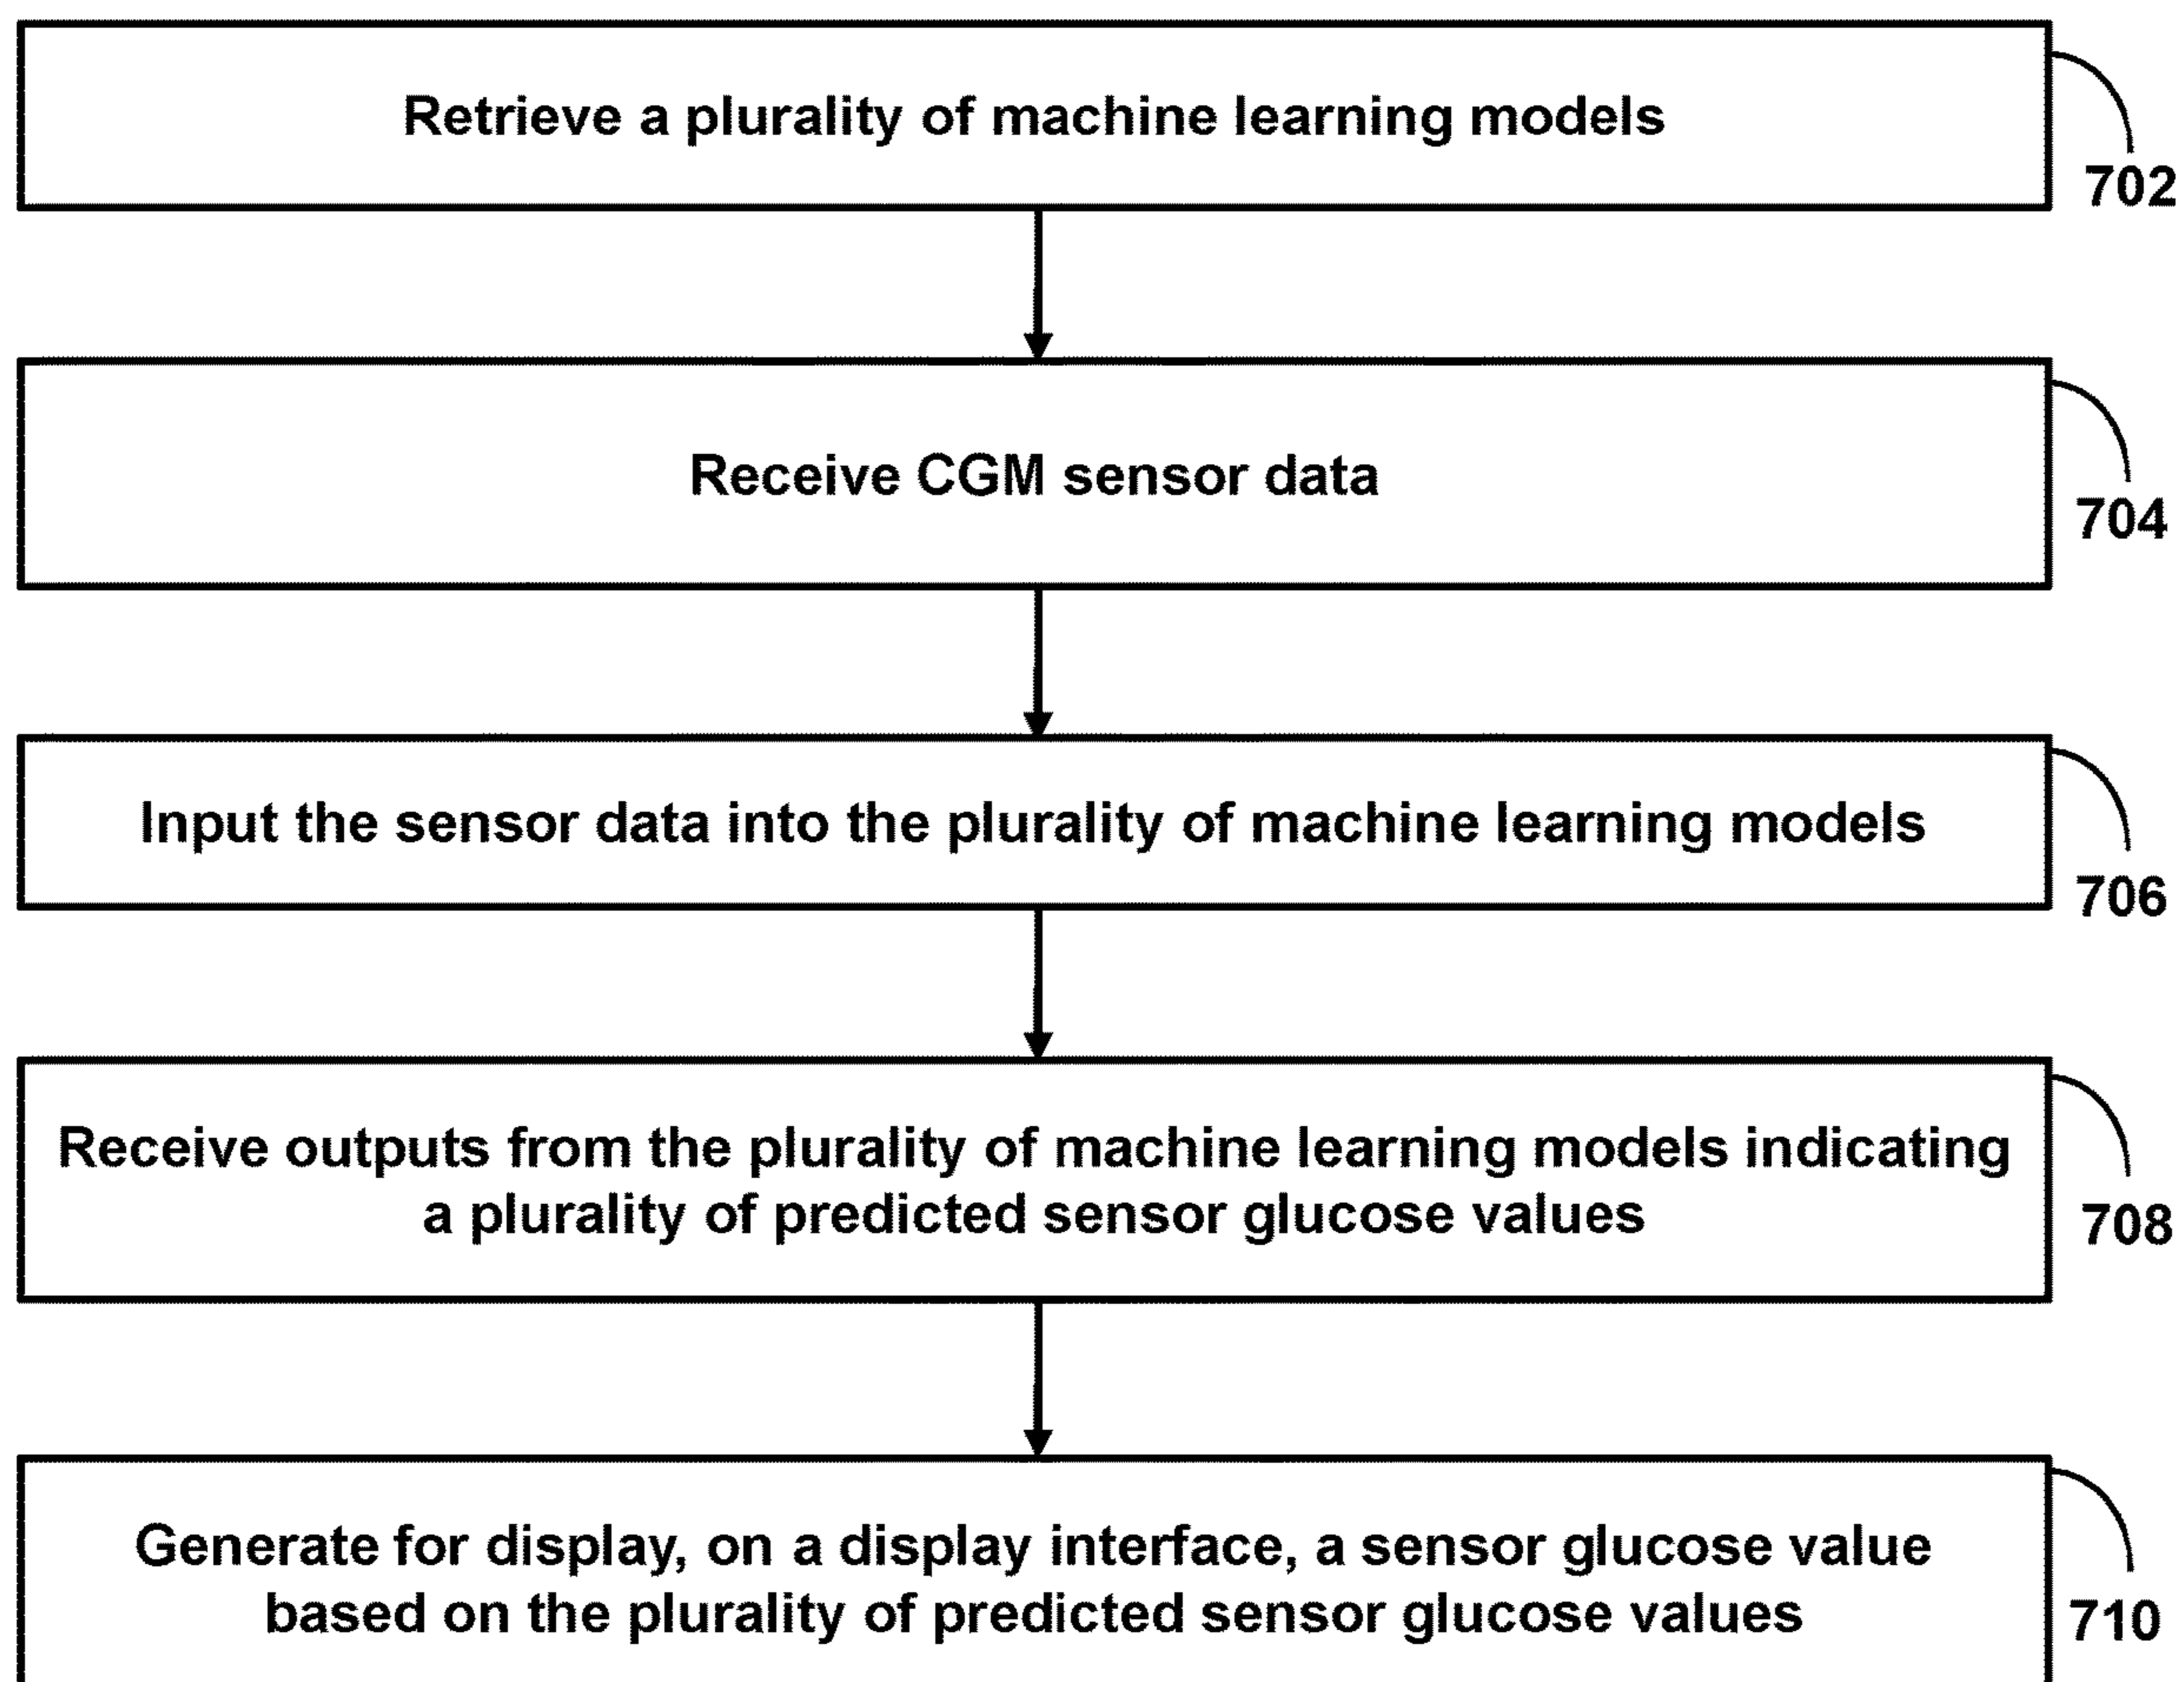 Retrieve a plurality of machine learning models
702
Receive CGM sensor data
704
Input the sensor data into the plurality of machine learning models
706
Receive outputs from the plurality of machine learning models indicating
a plurality of predicted sensor glucose values
708
Generate for display, on a display interface, a sensor glucose value
based on the plurality of predicted sensor glucose values
710